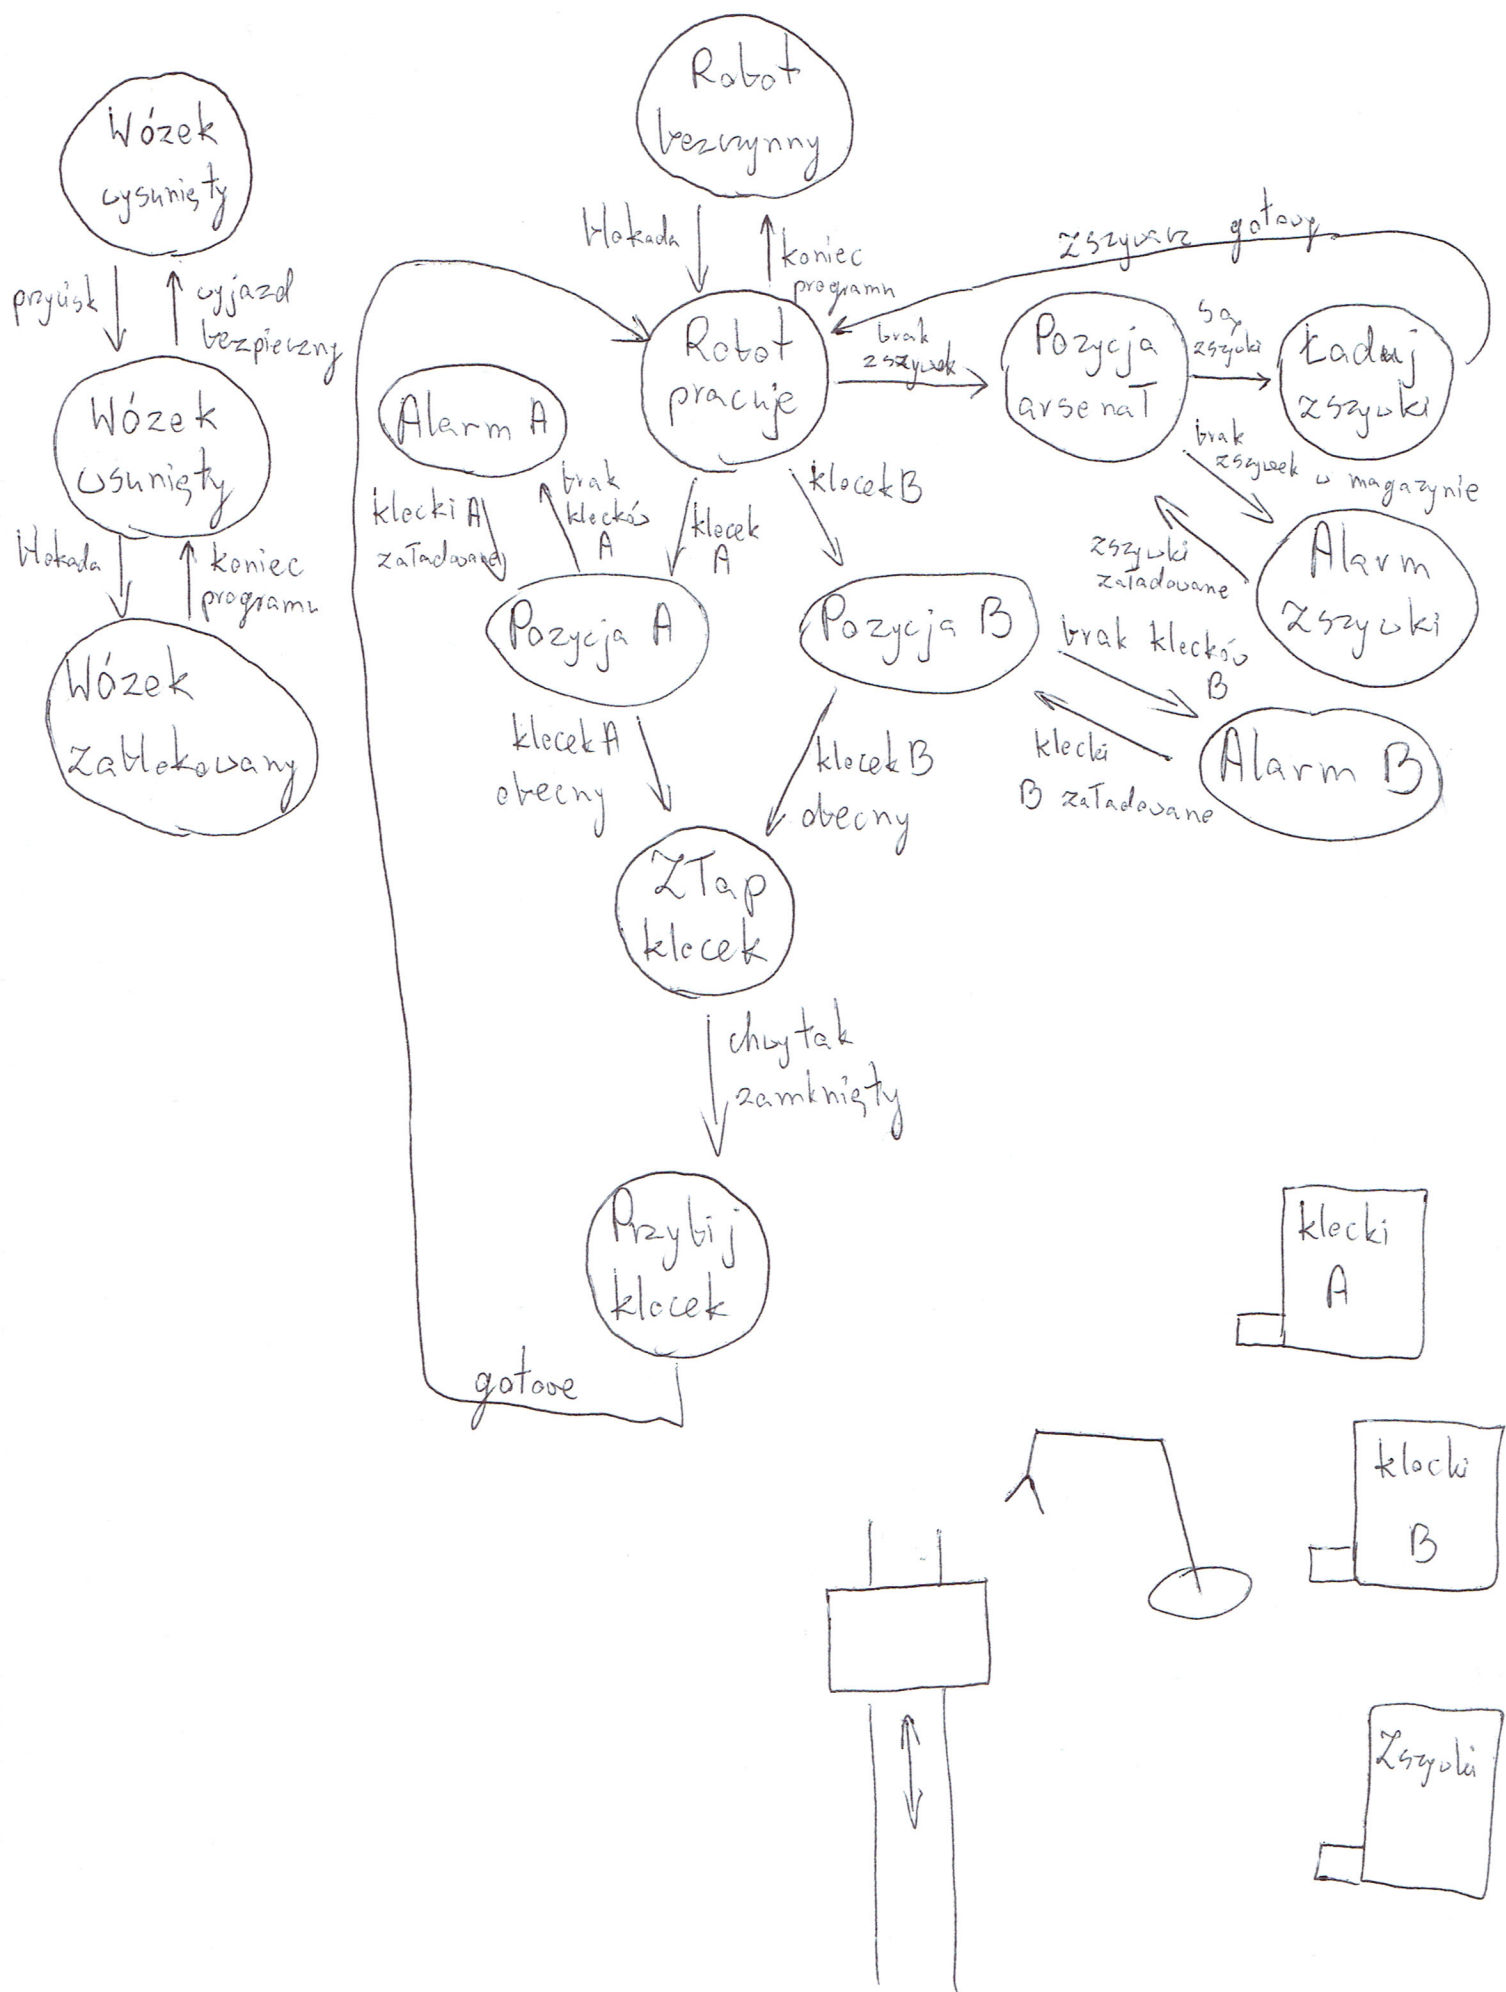 Robot
bezczynny
Wózek
wysunięty
blokada
koniec
programu
zszywacz gotowy
przycisk
wyjazd
bezpieczny
Robot
pracuje
brak
zszywek
Pozycja
arsenał
są
zszywki
Ładuj
zszywki
Wózek
wsunięty
Alarm A
klocki A
załadowane
brak
klocków
A
klocek
A
klocek B
brak
zszywek w magazynie
zszywki
załadowane
Alarm
zszywki
blokada
koniec
programu
Pozycja A
Pozycja B
brak klocków
B
Wózek
zablokowany
klocek A
obecny
klocek B
obecny
klocki
B załadowane
Alarm B
Złap
klocek
chwytak
zamknięty
Przybij
klocek
gotowe
klocki
A
klocki
B
Zszywki